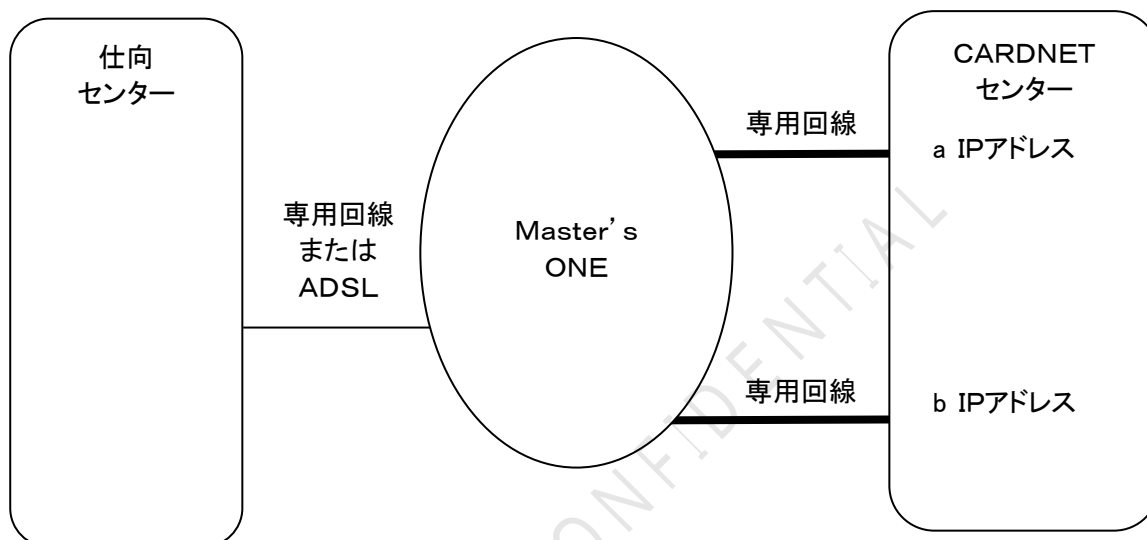 仕向
センター
専用回線
または
ADSL
Master’s
ONE
専用回線
専用回線
CARDNET
センター
a IPアドレス
b IPアドレス
ONFIDENTIAL